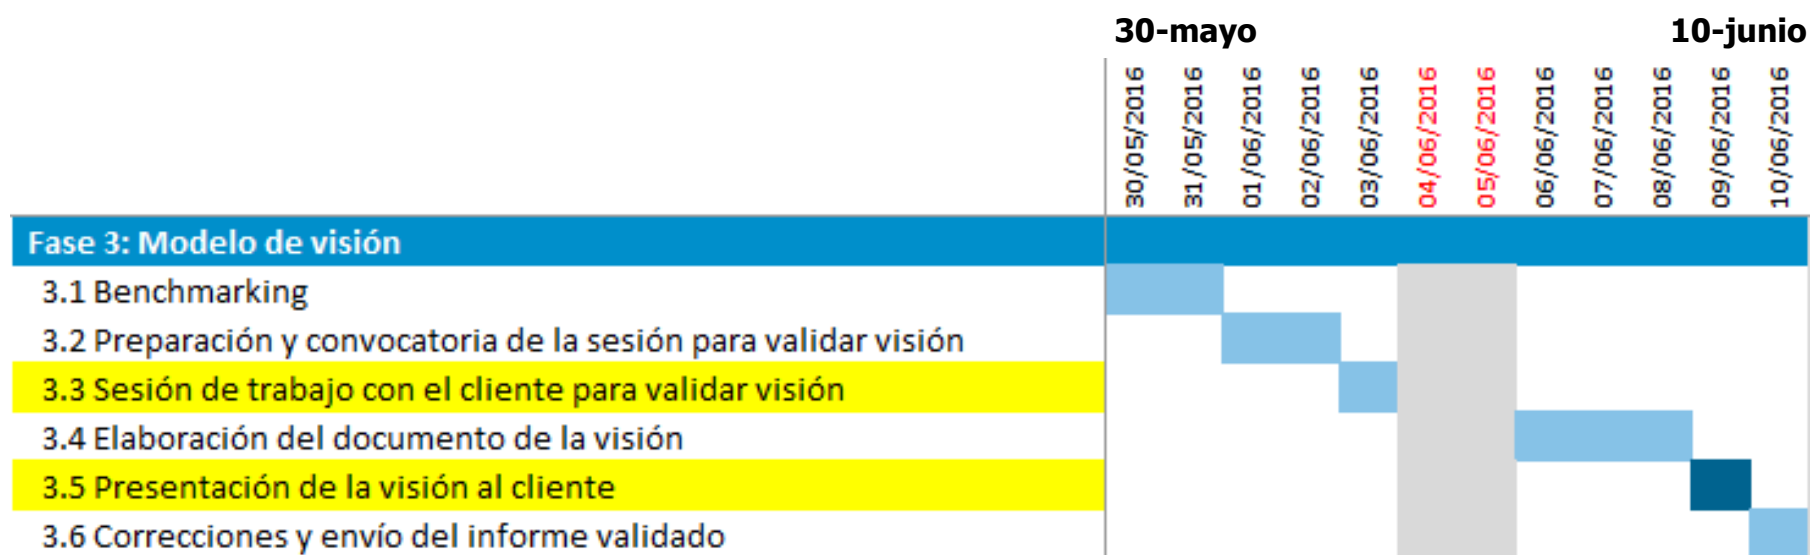 30-mayo 10-junio
30/05/2016 31/05/2016 01/06/2016 02/06/2016 03/06/2016 04/06/2016 05/06/2016 06/06/2016 07/06/2016 08/06/2016 09/06/2016 10/06/2016
Fase 3: Modelo de visión
3.1 Benchmarking
3.2 Preparación y convocatoria de la sesión para validar visión
3.3 Sesión de trabajo con el cliente para validar visión
3.4 Elaboración del documento de la visión
3.5 Presentación de la visión al cliente
3.6 Correcciones y envío del informe validado